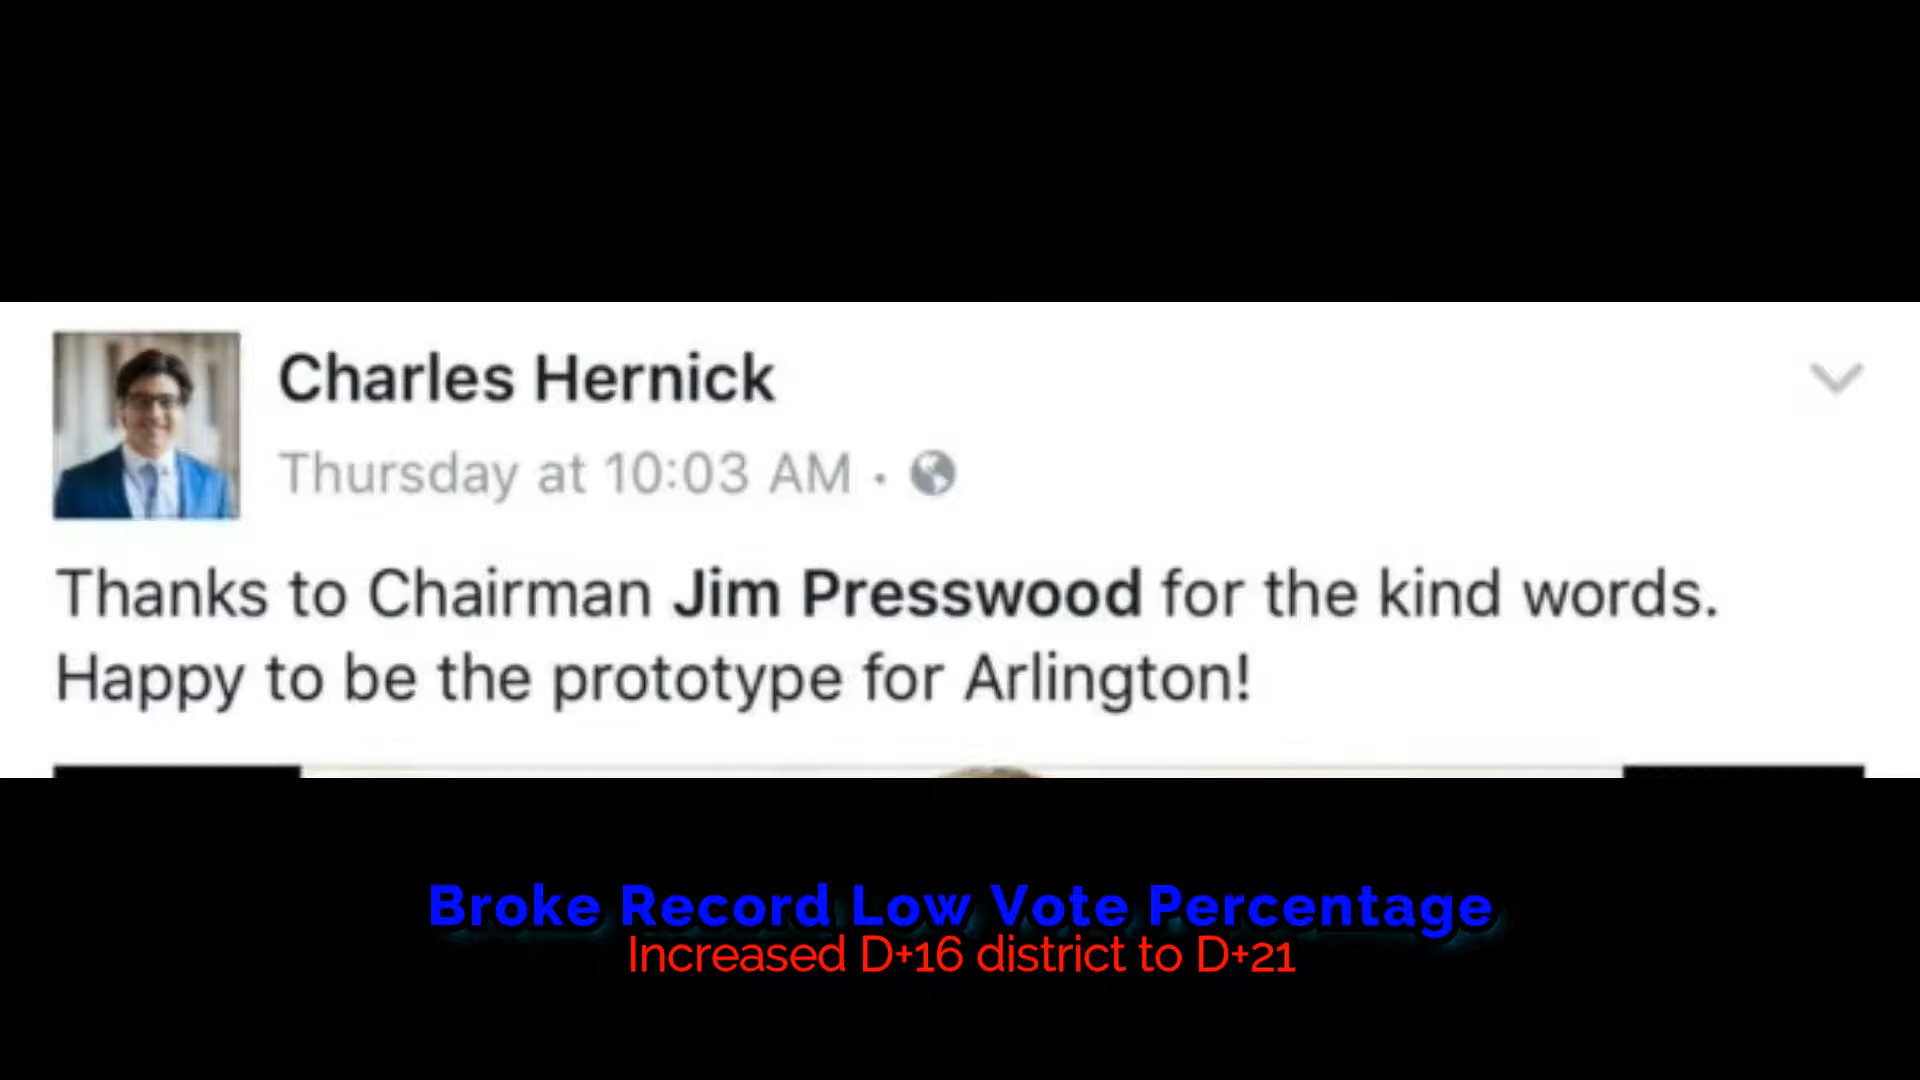 Charles Hernick
Thursday at 10:03 AM ·
Thanks to Chairman Jim Presswood for the kind words.
Happy to be the prototype for Arlington!
Broke Record Low Vote Percentage
Increased D+16 district to D+21